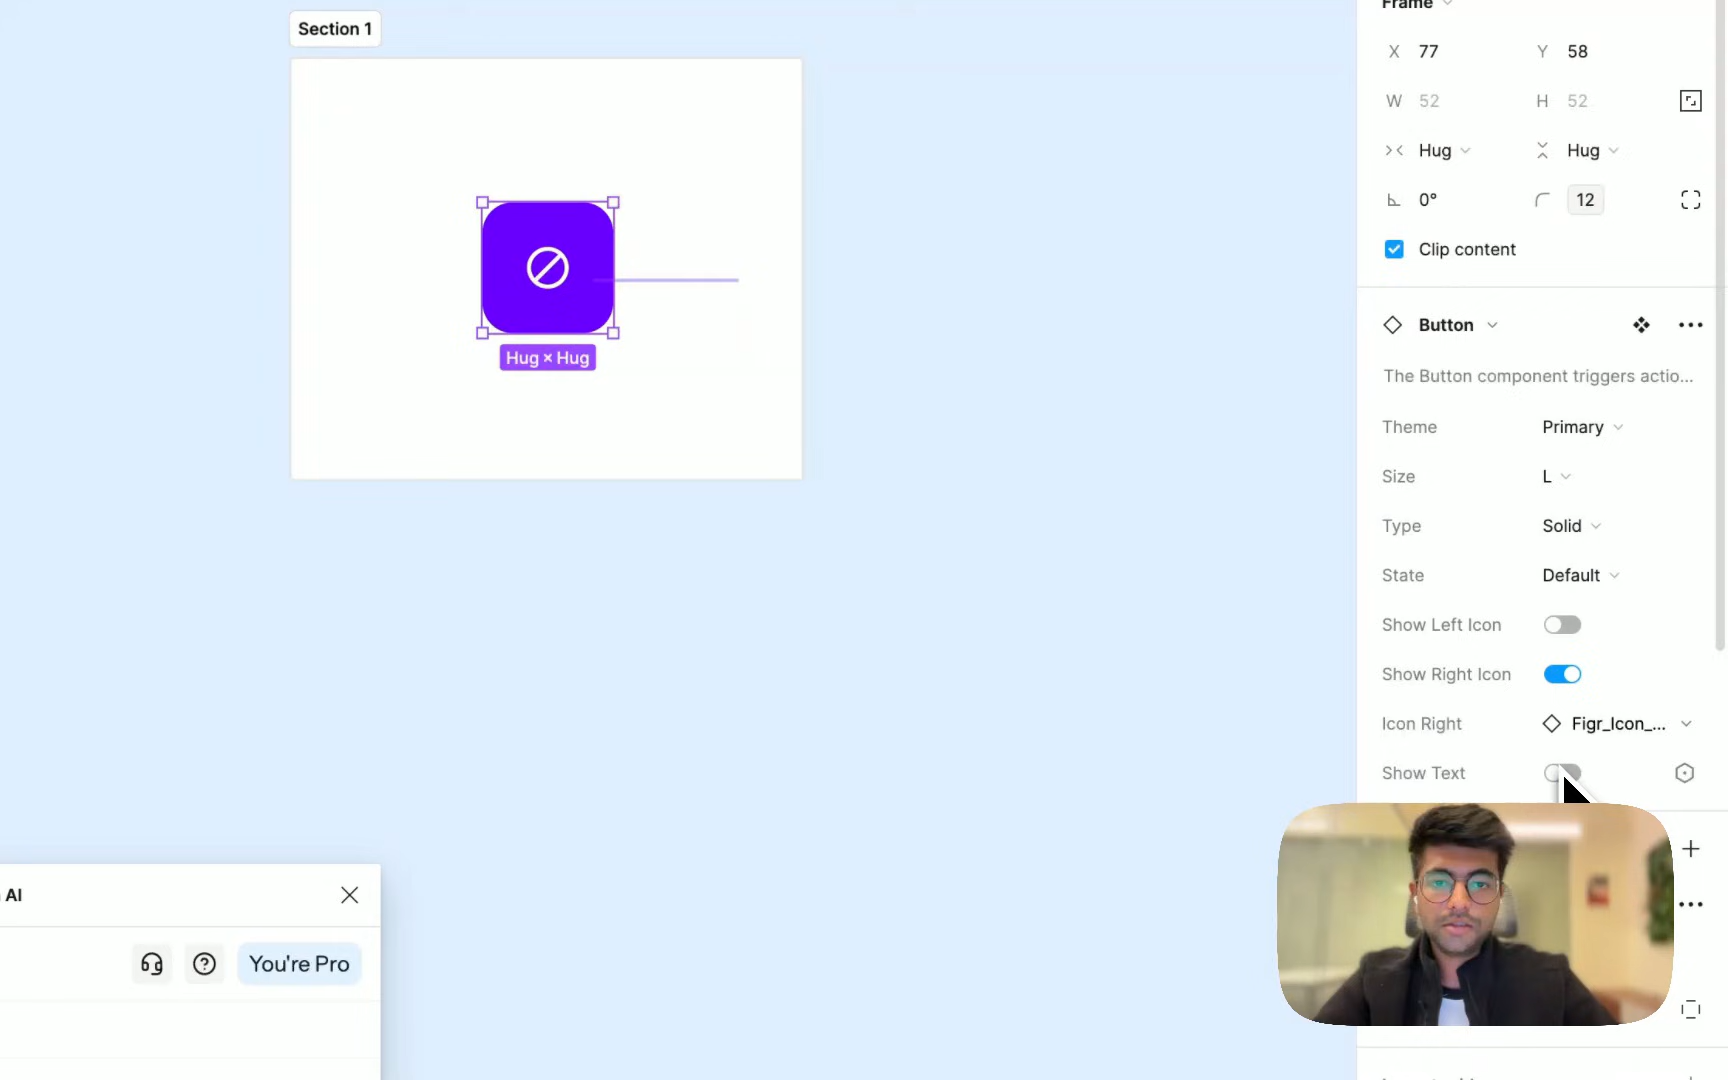 Section 1
Hug × Hug
Frame
X 77 Y 58
W 52 H 52
Hug Hug
0° 12
Clip content
Button
The Button component triggers actio...
Theme Primary
Size L
Type Solid
State Default
Show Left Icon
Show Right Icon
Icon Right Figr_Icon_...
Show Text
AI
You're Pro